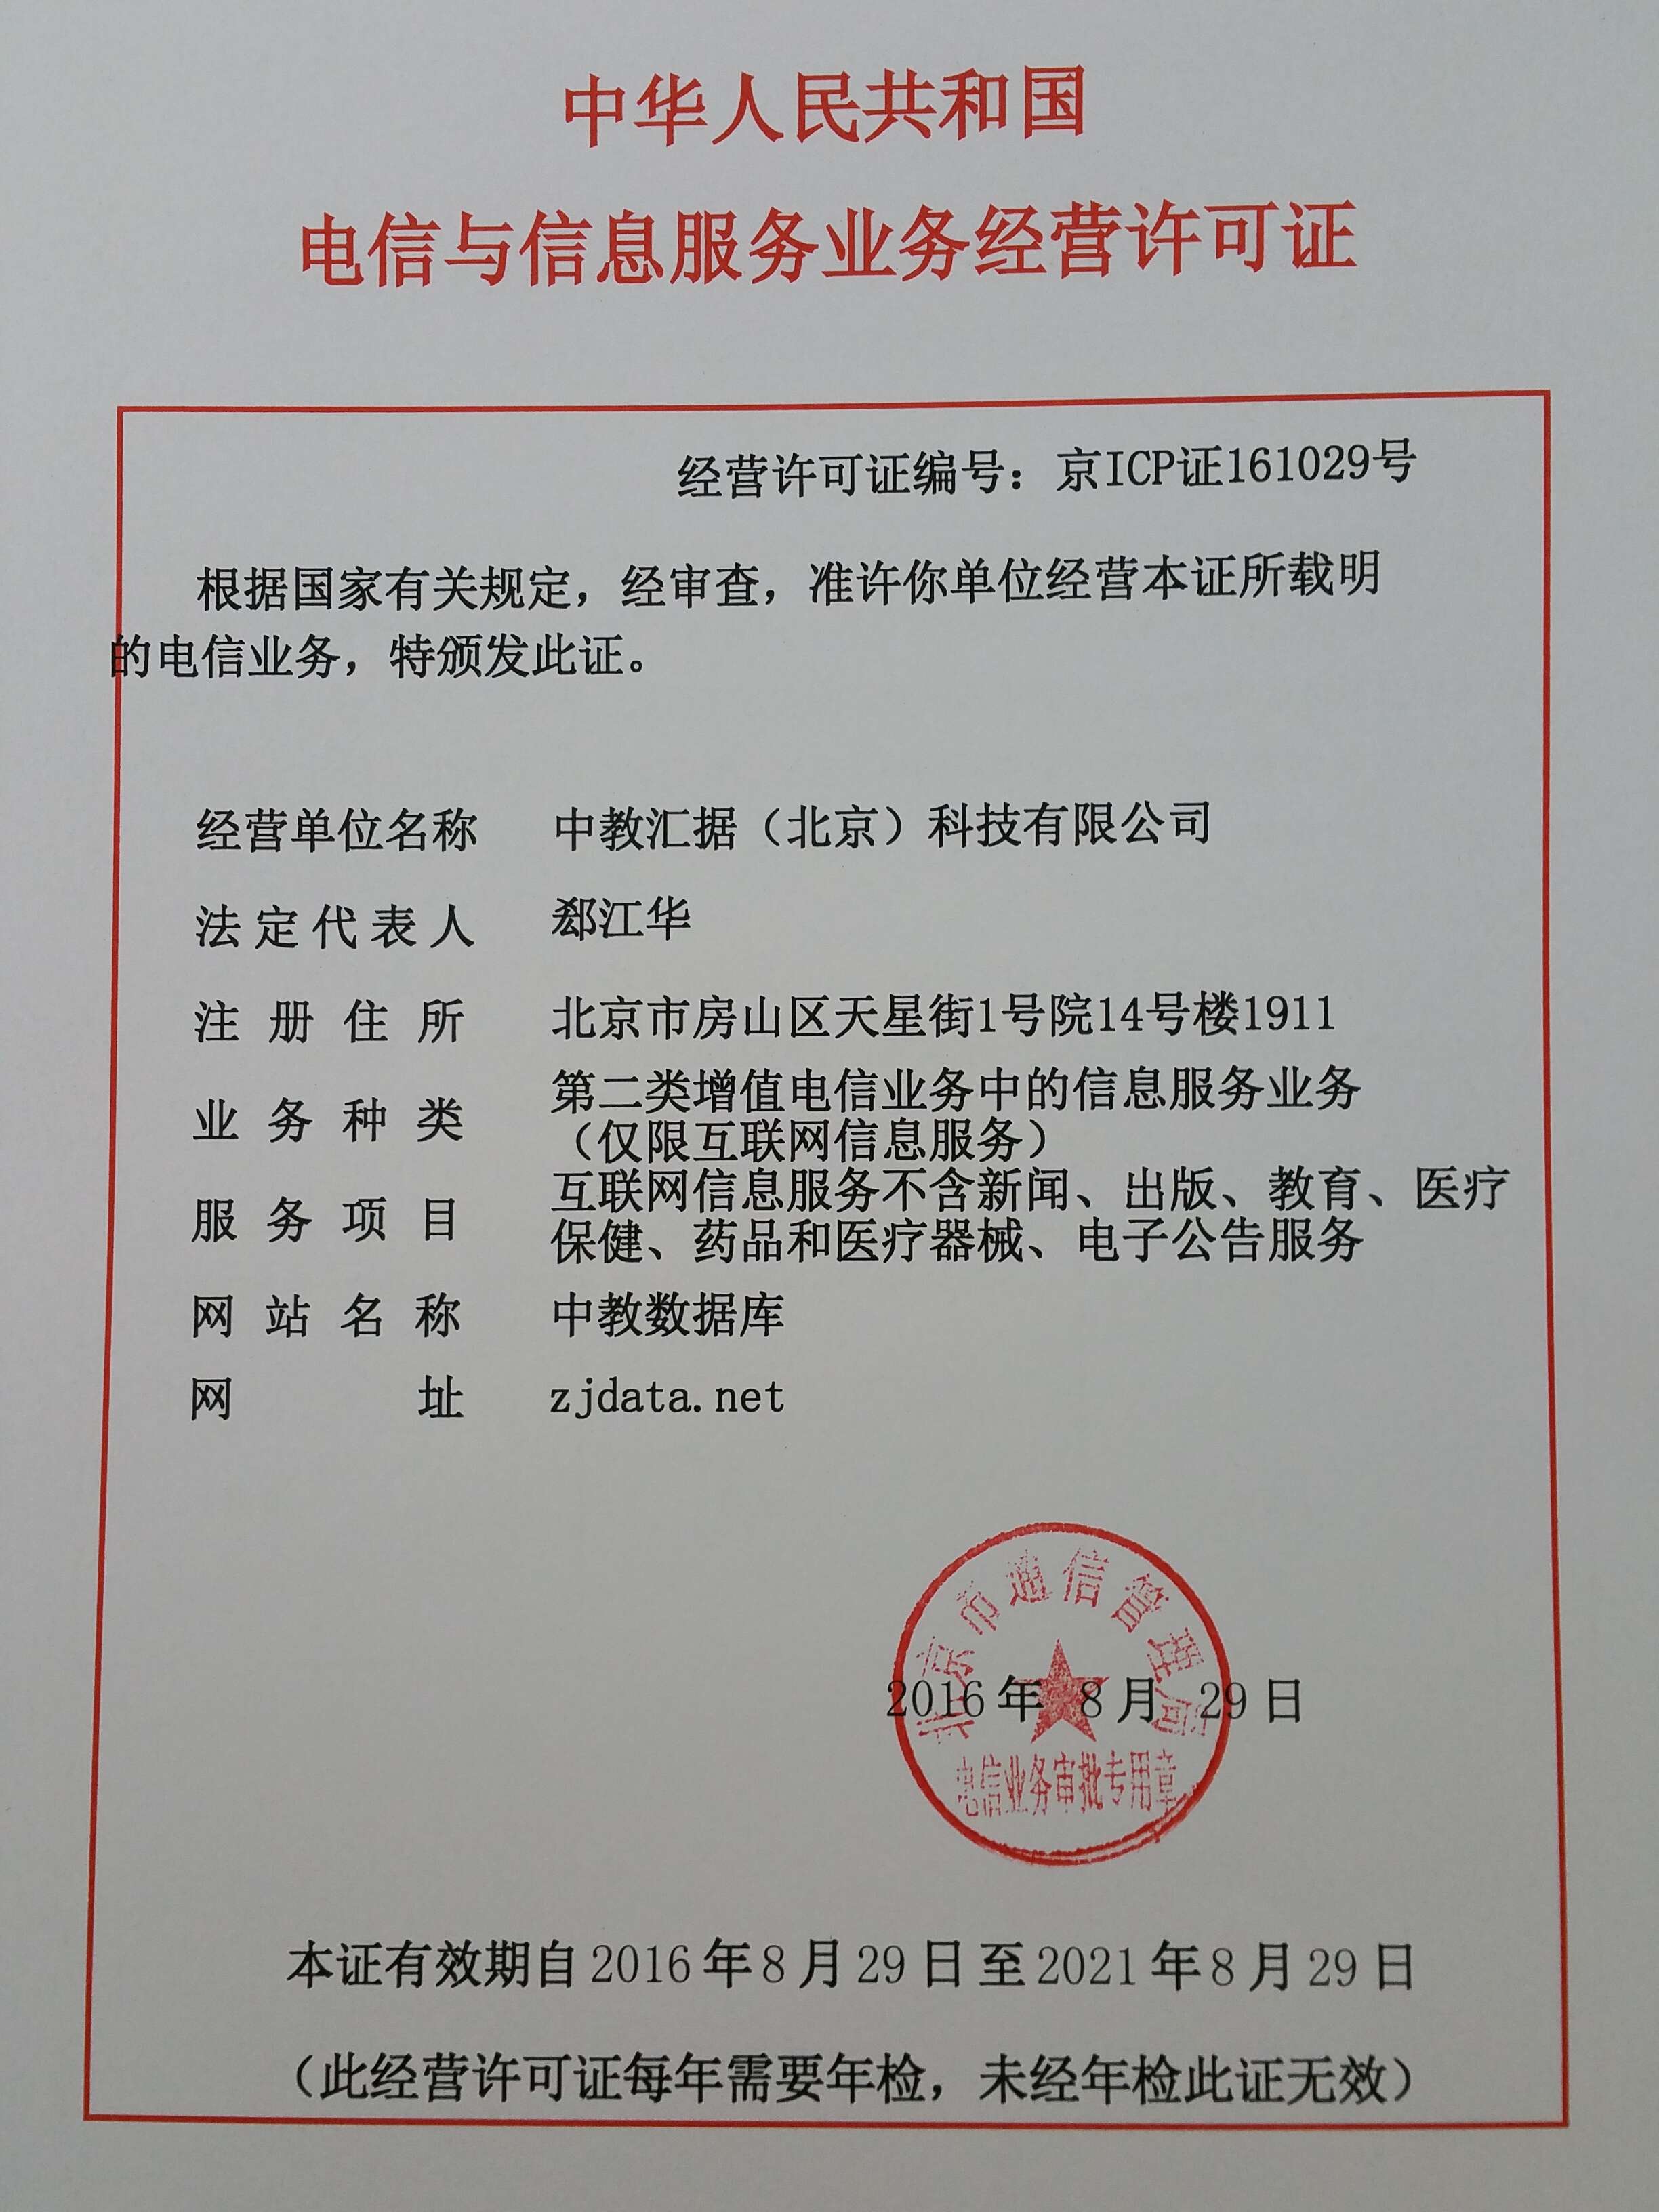 中华人民共和国
电信与信息服务业务经营许可证
经营许可证编号：京ICP证161029号
根据国家有关规定，经审查，准许你单位经营本证所载明
的电信业务，特颁发此证。
经营单位名称 中教汇据（北京）科技有限公司
法定代表人 郄江华
注册住所 北京市房山区天星街1号院14号楼1911
业务种类 第二类增值电信业务中的信息服务业务
（仅限互联网信息服务）
服务项目 互联网信息服务不含新闻、出版、教育、医疗
保健、药品和医疗器械、电子公告服务
网站名称 中教数据库
网址 zjdata.net
北京市通信管理局
2016年 8月 29日
电信业务审批专用章
本证有效期自2016年8月29日至2021年8月29日
（此经营许可证每年需要年检，未经年检此证无效）